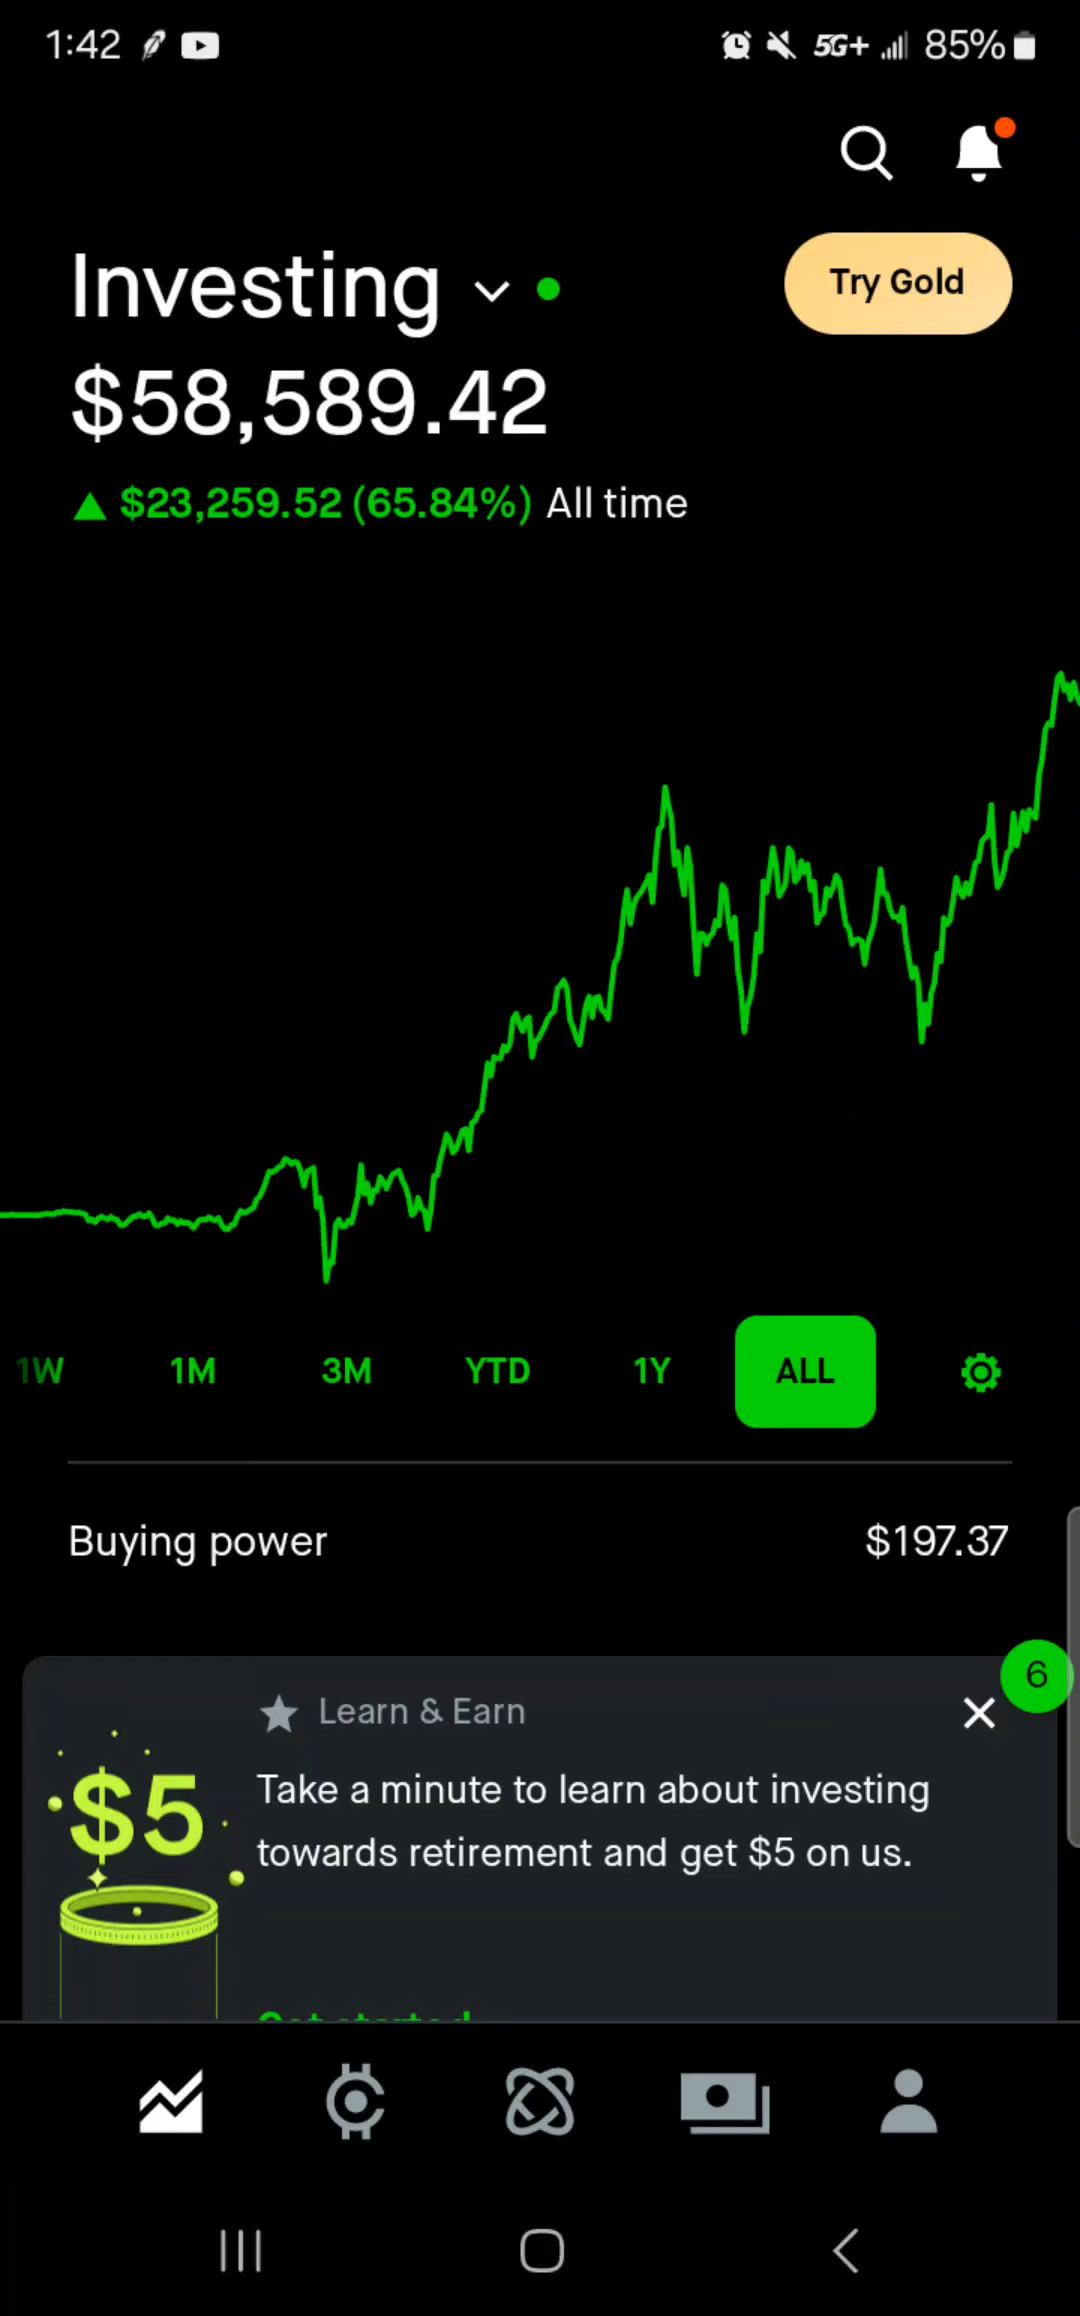 1:42 5G+ 85%
Investing Try Gold
$58,589.42
▲ $23,259.52 (65.84%) All time
1W 1M 3M YTD 1Y ALL
Buying power $197.37
6
Learn & Earn
$5
Take a minute to learn about investing
towards retirement and get $5 on us.
Get started